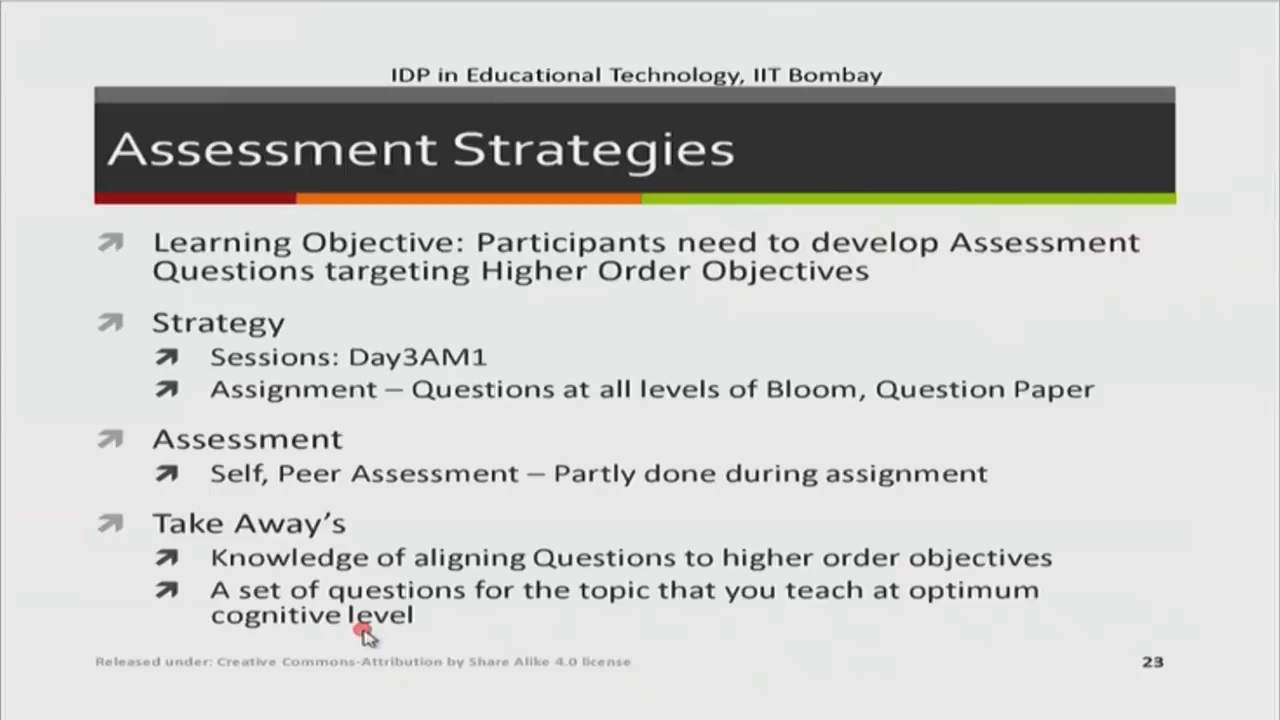 IDP in Educational Technology, IIT Bombay
Assessment Strategies
Learning Objective: Participants need to develop Assessment
Questions targeting Higher Order Objectives
Strategy
Sessions: Day3AM1
Assignment – Questions at all levels of Bloom, Question Paper
Assessment
Self, Peer Assessment – Partly done during assignment
Take Away’s
Knowledge of aligning Questions to higher order objectives
A set of questions for the topic that you teach at optimum
cognitive level
Released under: Creative Commons-Attribution by Share Alike 4.0 license
23